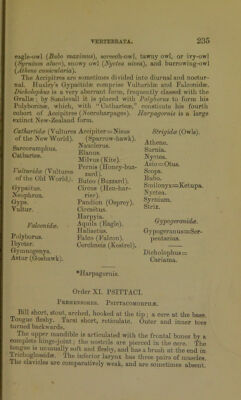 VERTEBRATA. 235
eagle-owl (Bubo maximus), screech-owl, tawny owl, or ivy-owl
(Syrnium aluco), snowy owl (Nyctea nivea), and burrowing-owl
(Athene cunicularia).
The Accipitres are sometimes divided into diurnal and noctur-
nal. Huxley's Gypaëtidæ comprise Vulturidæ and Falconidæ.
Dicholophus is a very aberrant form, frequently classed with the
Grallæ; by Sundevall it is placed with Polyborus to form his
Polyborinæ, which, with "Catharinæ," constitute his fourth
cohort of Accipitres (Necroharpages). Harpagornis is a large
extinct New-Zealand form.
Cathartidæ (Vultures
of the New World).
Sarcoramphus.
Cathartes.
Vulturidæ (Vultures
of the Old World).
Gypaëtus.
Neophron.
Gyps.
Vultur.
Falconidæ.
Polyborus.
Ibycter.
Gymnogenys.
Astur (Goshawk).
Accipiter=Nisus
(Sparrow-hawk).
Nauclerus.
Elanus.
Milvus (Kite).
Pernis (Honey-buz-
zard).
Buteo (Buzzard).
Circus (Hen-har-
rier).
Pandion (Osprey).
Circaëtus.
Harpyia.
Aquila (Eagle).
Haliaetus.
Falco (Falcon).
Cerchneis (Kestrel).
Strigidæ (Owls).
Athene.
Surnia.
Nyctea.
Asio=Otus.
Scops.
Bubo.
Smilonyx=Ketupa.
Nyctea.
Syrnium.
Strix.
Gypogeranidæ.
Gypogeranus=Ser-
pentarius.
Dicholophus=
Cariama.
*Harpagornis.
Order XI. PSITTACI.
PREHENSORES. PSITTACOMORPHÆ.
Bill short, stout, arched, hooked at the tip; a cere at the base.
Tongue fleshy. Tarsi short, reticulate. Outer and inner toes
turned backwards.
The upper mandible is articulated with the frontal bones by a
complete hinge-joint; the nostrils are pierced in the cere. The
tongue is unusually soft and fleshy, and has a brush at the end in
Trichoglossidæ. The inferior larynx has three pairs of muscles.
The clavicles are comparatively weak, and are sometimes absent.